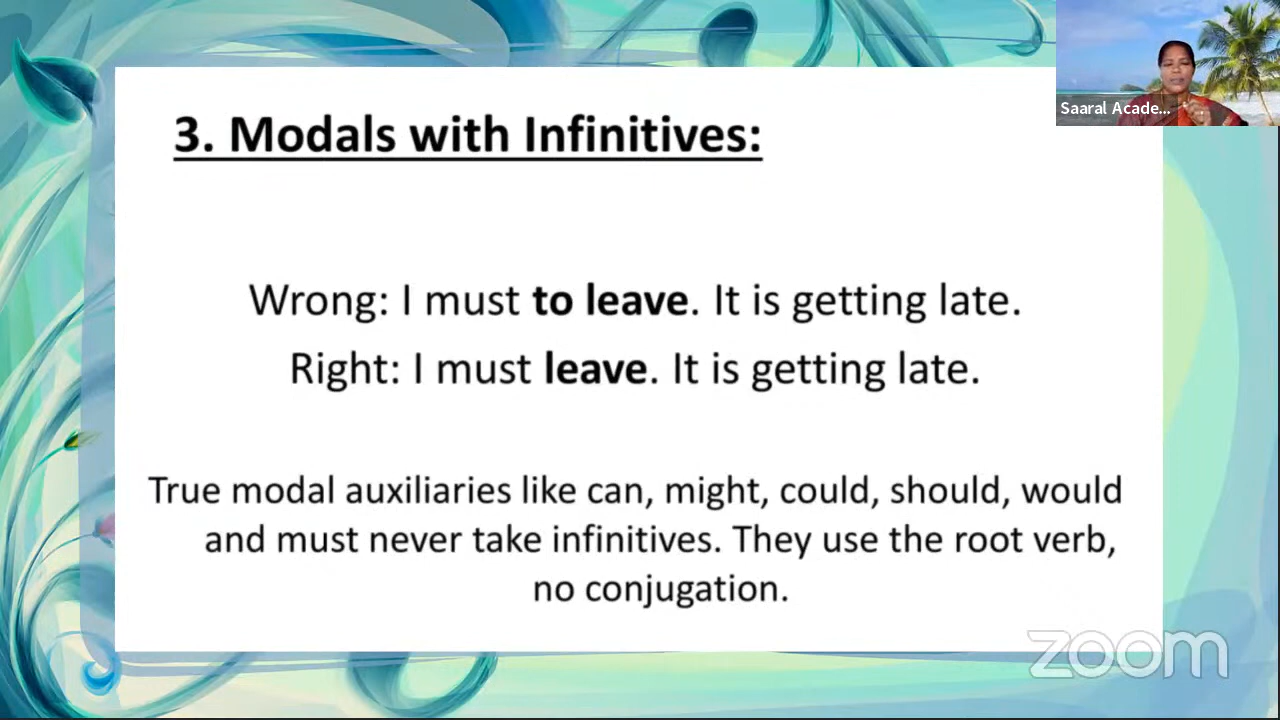 Saaral Acade...
3. Modals with Infinitives:
Wrong: I must to leave. It is getting late.
Right: I must leave. It is getting late.
True modal auxiliaries like can, might, could, should, would
and must never take infinitives. They use the root verb,
no conjugation.
zoom